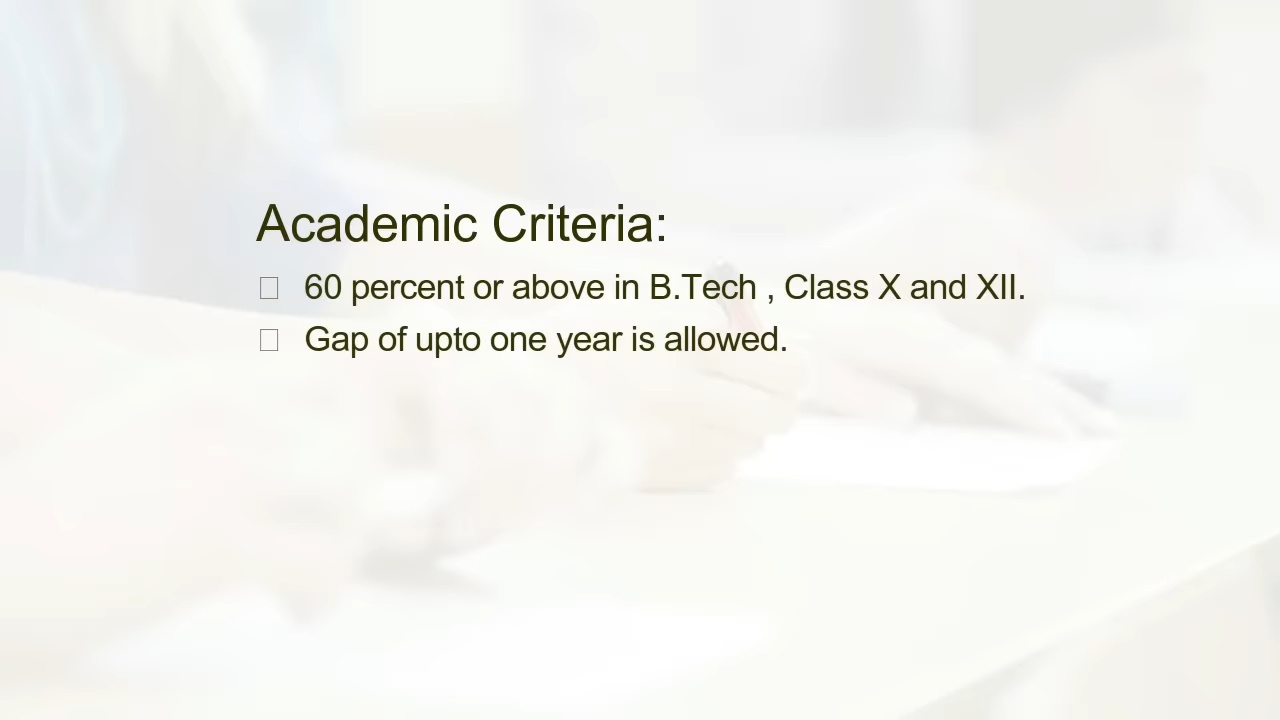 Academic Criteria:
60 percent or above in B.Tech , Class X and XII.
Gap of upto one year is allowed.